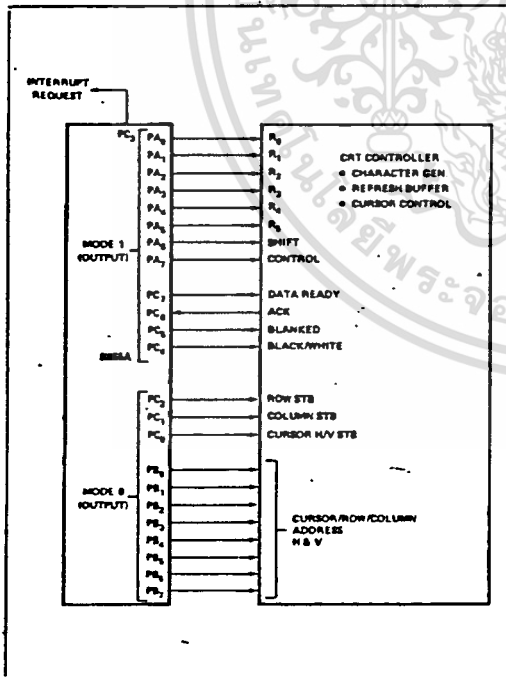 INTERRUPT
REQUEST
PC3
PA0 R0
PA1 R1
PA2 R2
PA3 R3
PA4 R4
PA5 R5
PA6 SHIFT
PA7 CONTROL
CRT CONTROLLER
• CHARACTER GEN
• REFRESH BUFFER
• CURSOR CONTROL
MODE 1
(OUTPUT)
PC7 DATA READY
PC6 ACK
PC5 BLANKED
PC4 BLACK/WHITE
PC2 ROW STB
PC1 COLUMN STB
PC0 CURSOR H/V STB
MODE 0
(OUTPUT)
PB0
PB1
PB2
PB3
PB4
PB5
PB6
PB7
CURSOR/ROW/COLUMN
ADDRESS
H & V